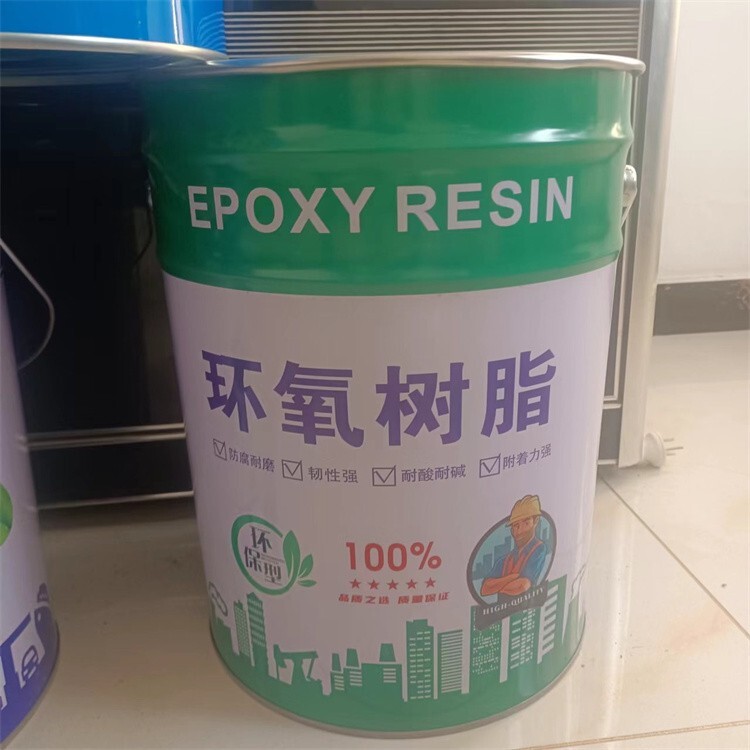 EPOXY RESIN
环氧树脂
防腐耐磨 韧性强 耐酸耐碱 附着力强
环
保型
100%
品质之选 质量保证
HIGH-QUALITY